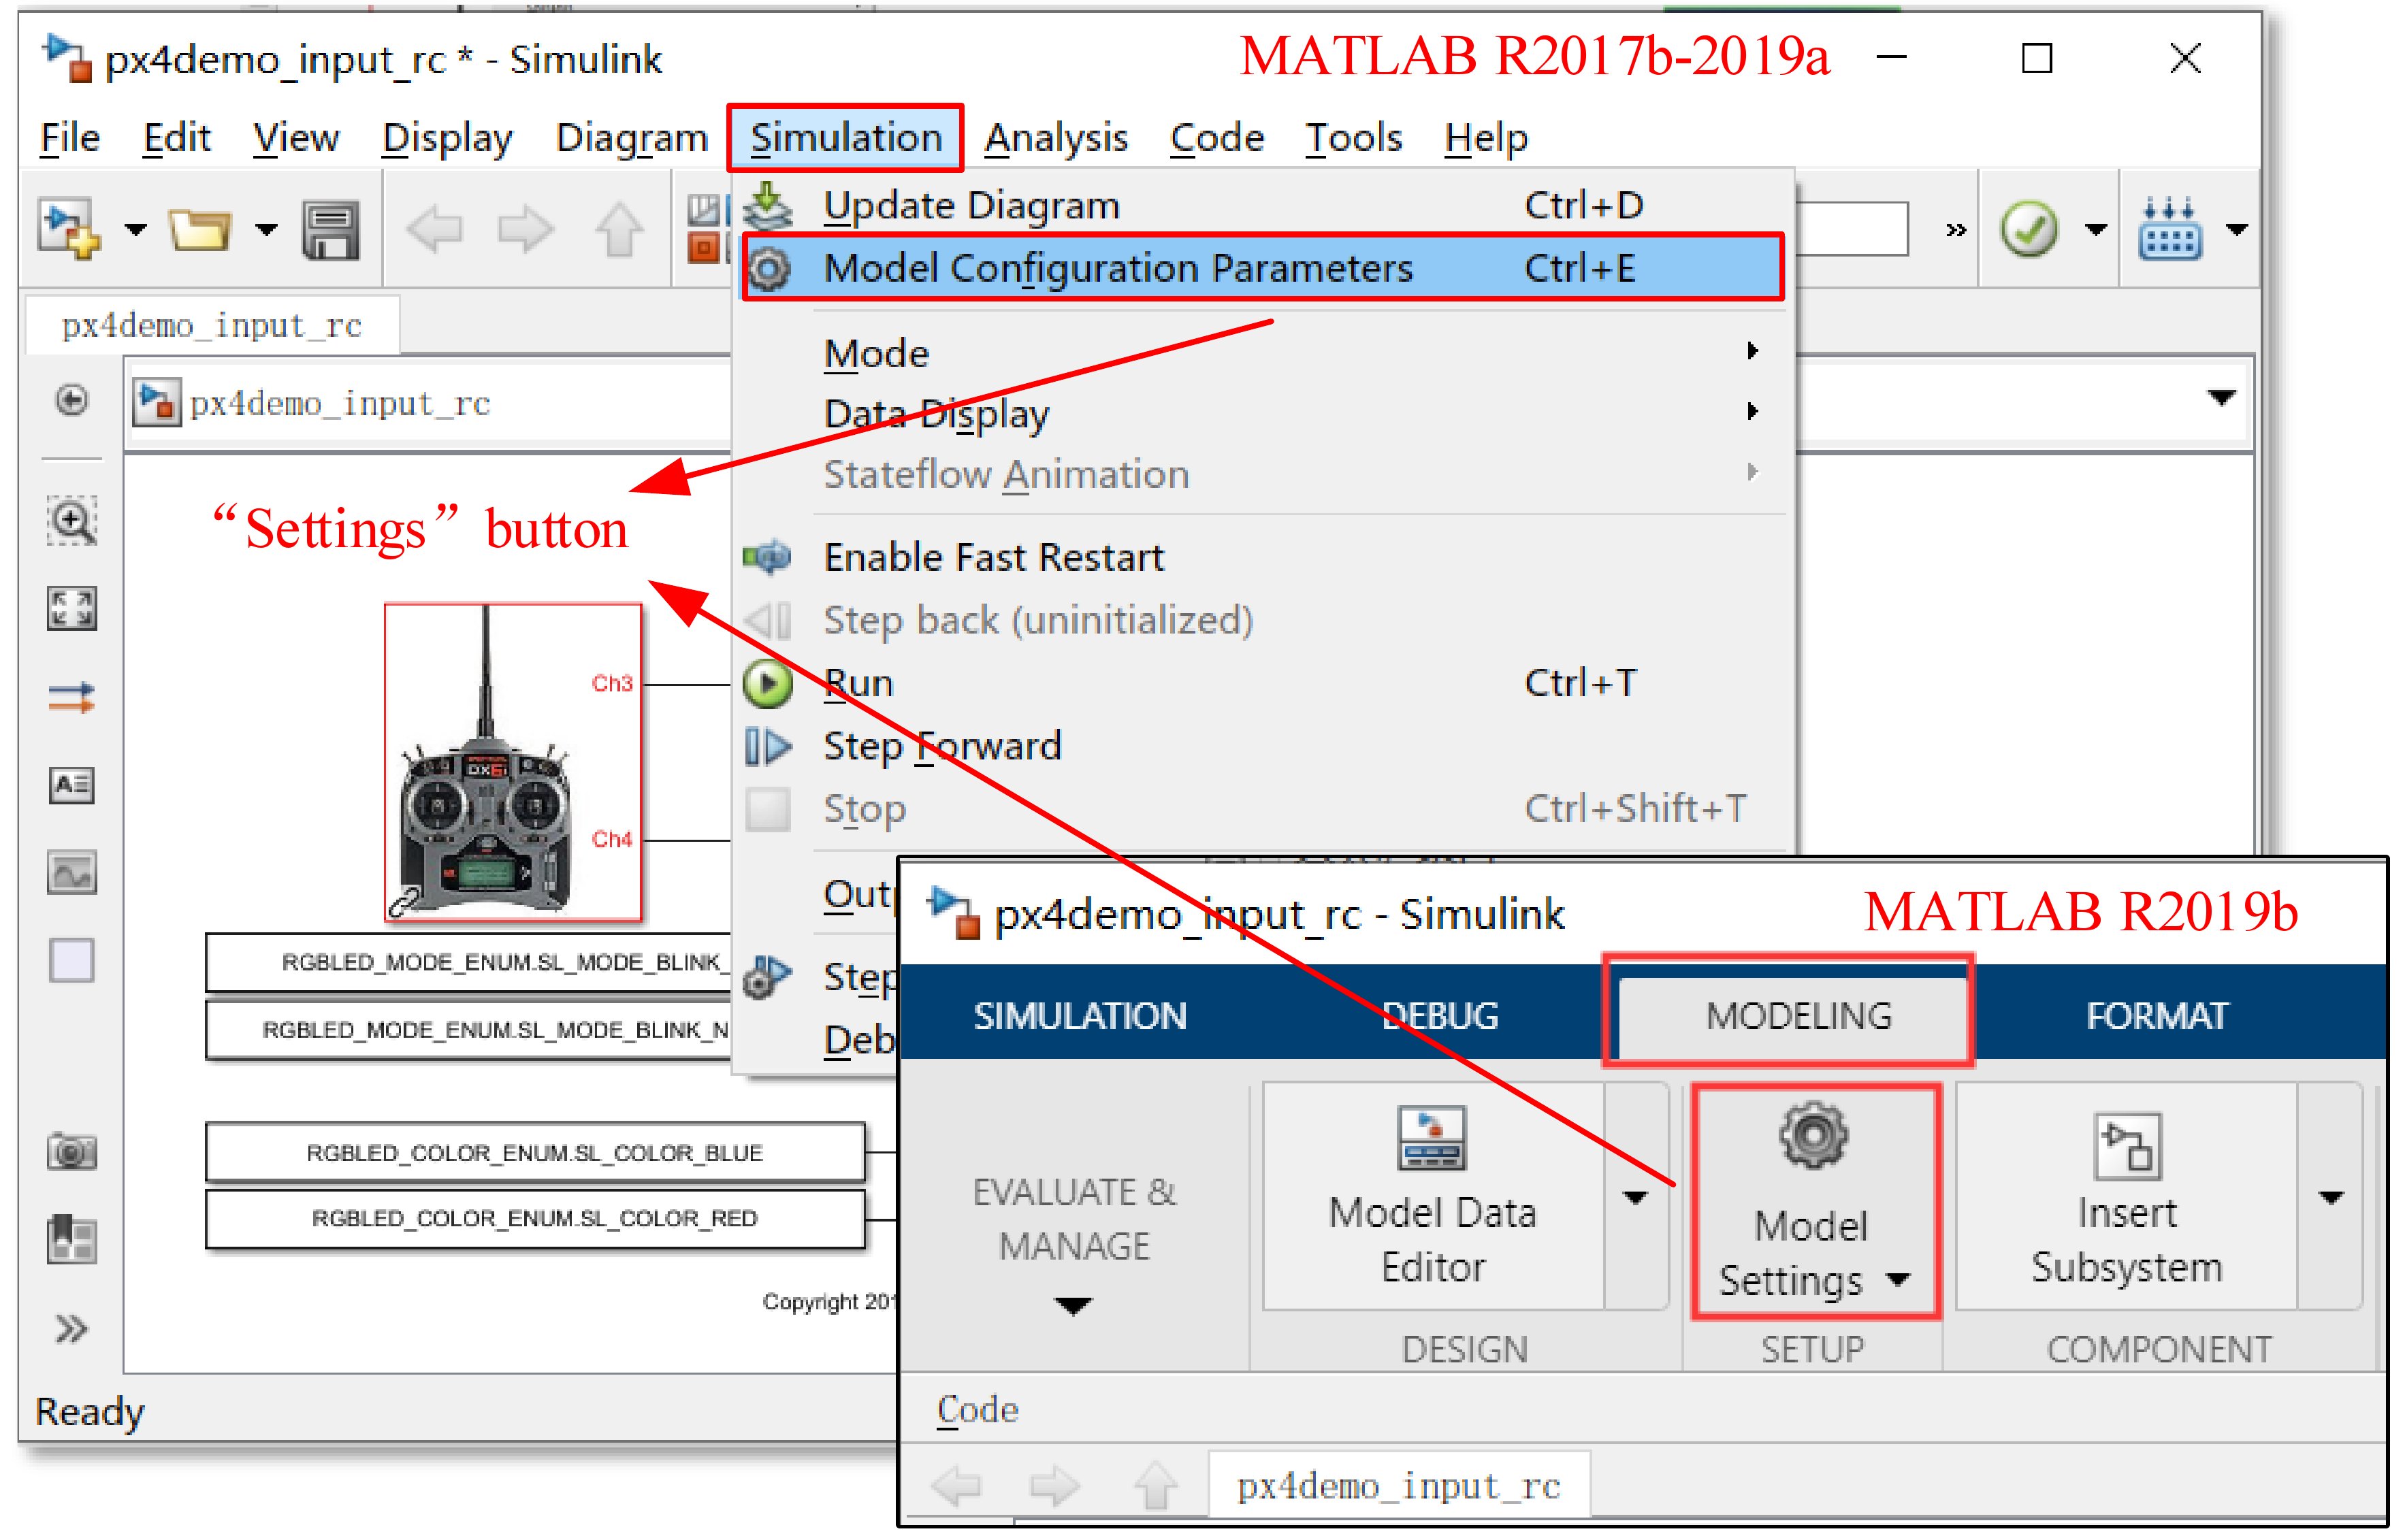 px4demo_input_rc * - Simulink
MATLAB R2017b-2019a
File Edit View Display Diagram Simulation Analysis Code Tools Help
Update Diagram Ctrl+D
Model Configuration Parameters Ctrl+E
px4demo_input_rc
Mode
px4demo_input_rc
Data Display
Stateflow Animation
“Settings” button
Enable Fast Restart
Step back (uninitialized)
Ch3
Run Ctrl+T
Step Forward
DX6i
Stop Ctrl+Shift+T
Ch4
Outp
px4demo_input_rc - Simulink
MATLAB R2019b
RGBLED_MODE_ENUM.SL_MODE_BLINK_
Step
SIMULATION DEBUG MODELING FORMAT
RGBLED_MODE_ENUM.SL_MODE_BLINK_N
Deb
RGBLED_COLOR_ENUM.SL_COLOR_BLUE
RGBLED_COLOR_ENUM.SL_COLOR_RED
EVALUATE &
MANAGE
Model Data
Editor
Model
Settings
Insert
Subsystem
Copyright 201
DESIGN SETUP COMPONENT
Ready
Code
px4demo_input_rc